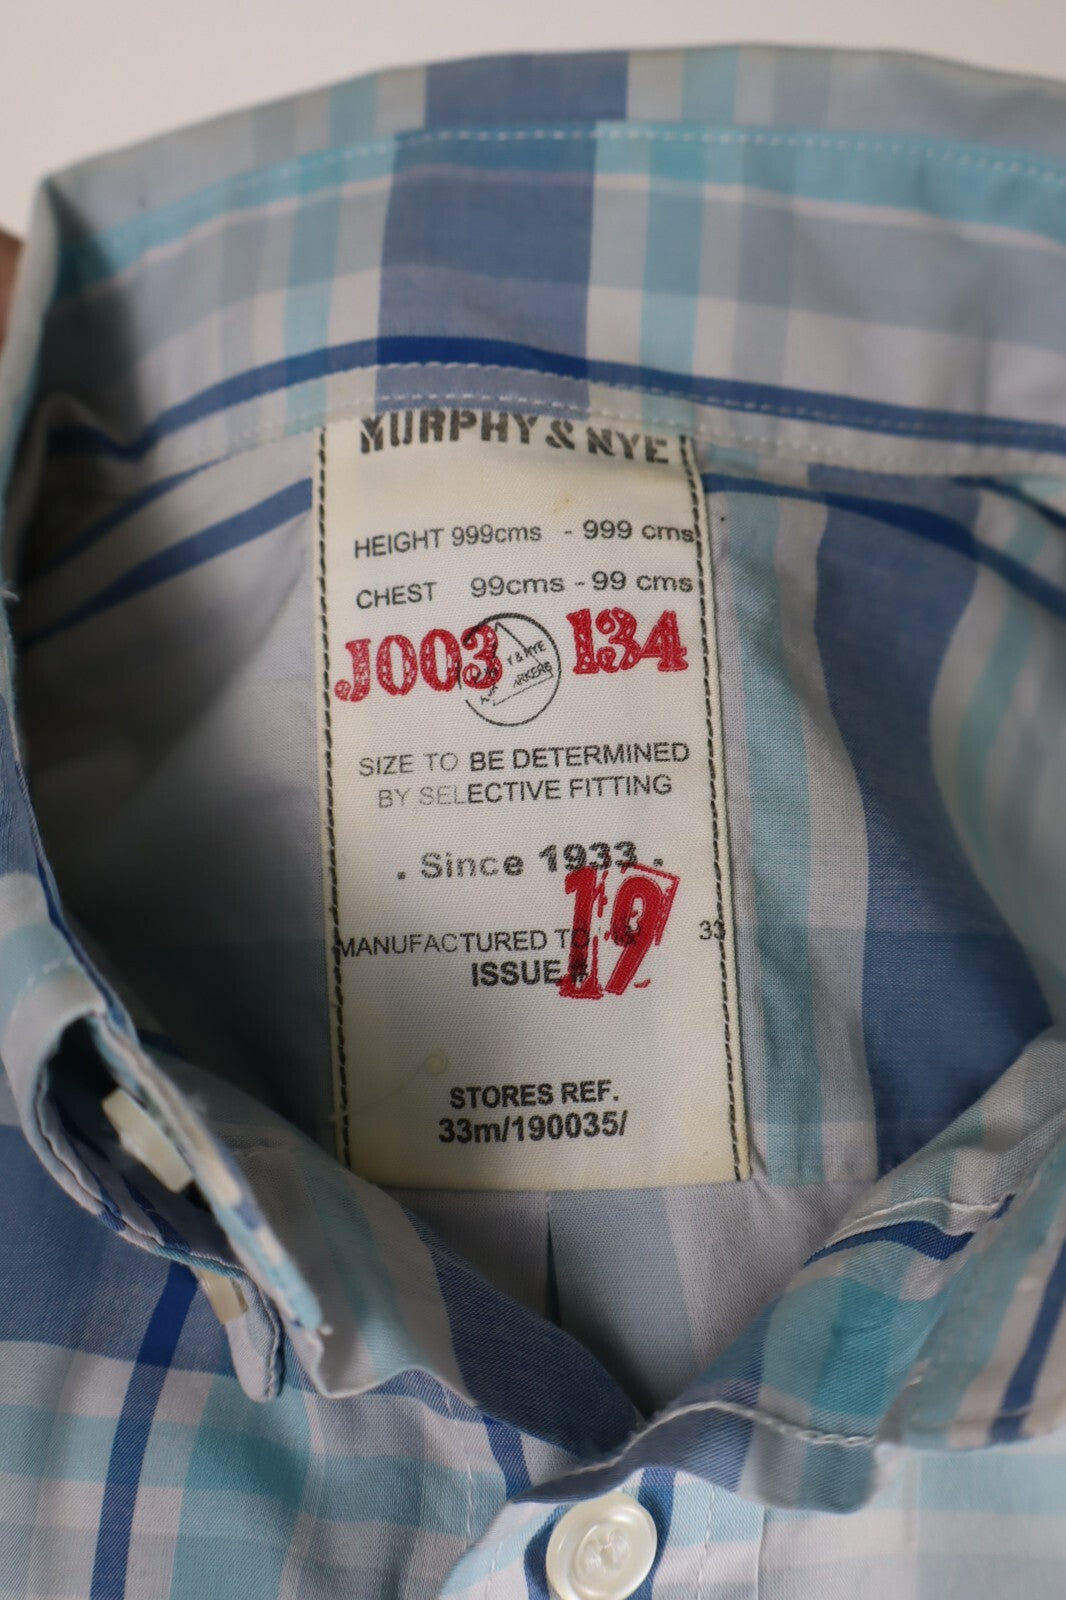 MURPHY & NYE
HEIGHT 999cms - 999 cms
CHEST 99cms - 99 cms
J003 134
Y & NYE
SIZE TO BE DETERMINED
BY SELECTIVE FITTING
. Since 1933 .
19
MANUFACTURED TO & 33
ISSUE #
STORES REF.
33m/190035/